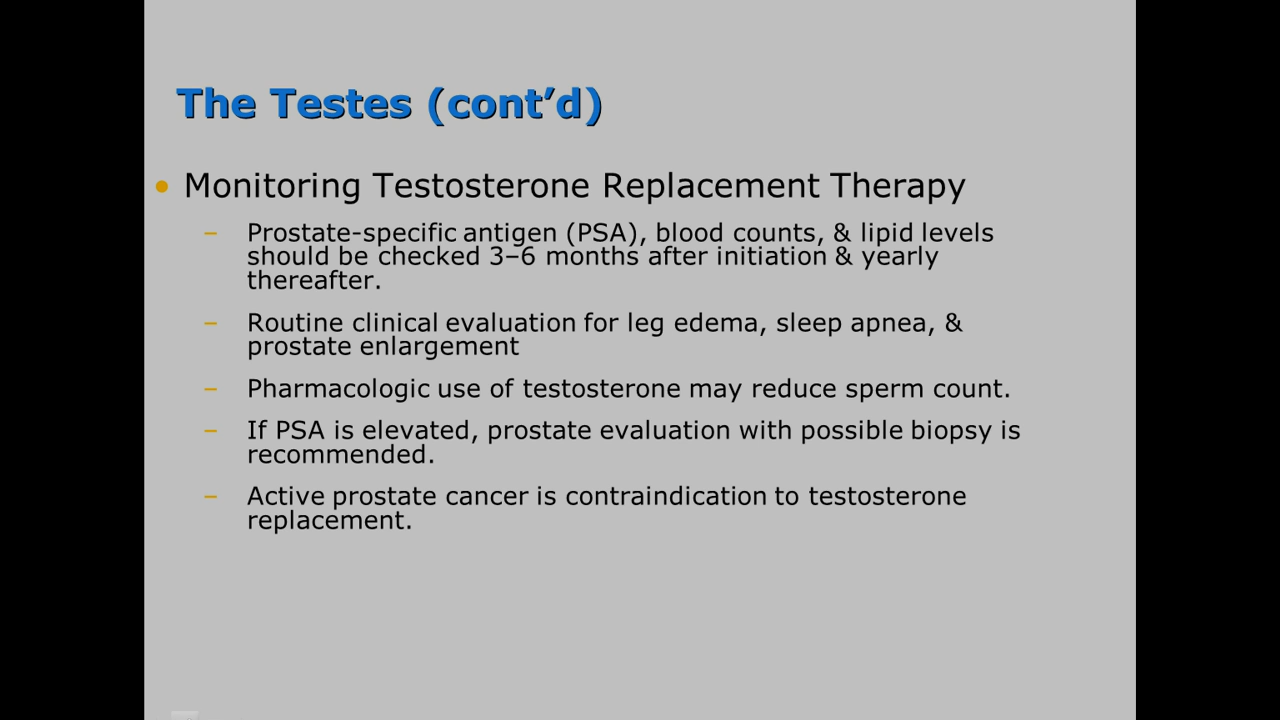 The Testes (cont’d)
• Monitoring Testosterone Replacement Therapy
– Prostate-specific antigen (PSA), blood counts, & lipid levels
should be checked 3–6 months after initiation & yearly
thereafter.
– Routine clinical evaluation for leg edema, sleep apnea, &
prostate enlargement
– Pharmacologic use of testosterone may reduce sperm count.
– If PSA is elevated, prostate evaluation with possible biopsy is
recommended.
– Active prostate cancer is contraindication to testosterone
replacement.